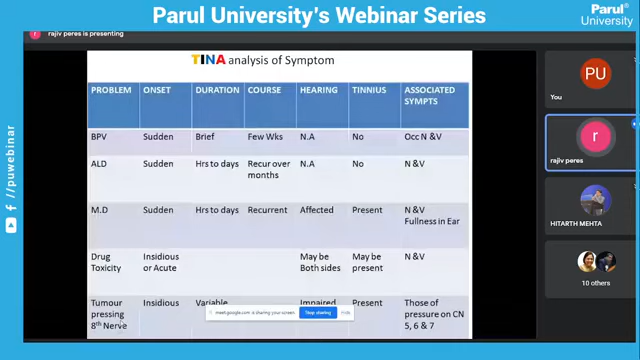 Parul University's Webinar Series
Parul®
University
r rajiv peres is presenting
TINA analysis of Symptom
PROBLEM ONSET DURATION COURSE HEARING TINNIUS ASSOCIATED
SYMPTS
BPV Sudden Brief Few Wks N.A No Occ N &V
ALD Sudden Hrs to days Recur over N.A No N & V
months
M.D Sudden Hrs to days Recurrent Affected Present N & V
Fullness in Ear
Drug Insidious May be May be N &V
Toxicity or Acute Both sides present
Tumour Insidious Variable Impaired Present Those of
pressing pressure on CN
8th Nerve 5, 6 & 7
meet.google.com is sharing your screen. Stop sharing Hide
PU
You
r
rajiv peres
HITARTH MEHTA
10 others
/puwebinar